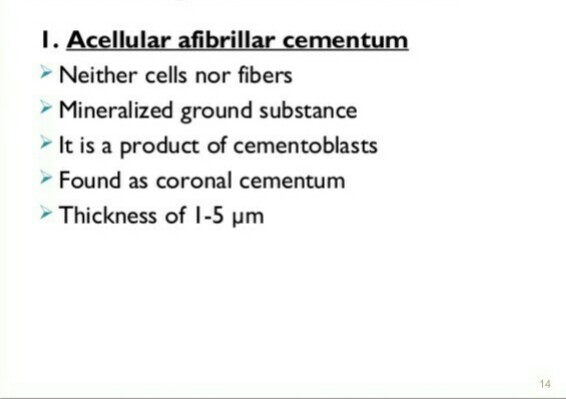 1. Acellular afibrillar cementum
➢ Neither cells nor fibers
➢ Mineralized ground substance
➢ It is a product of cementoblasts
➢ Found as coronal cementum
➢ Thickness of 1-5 μm
14